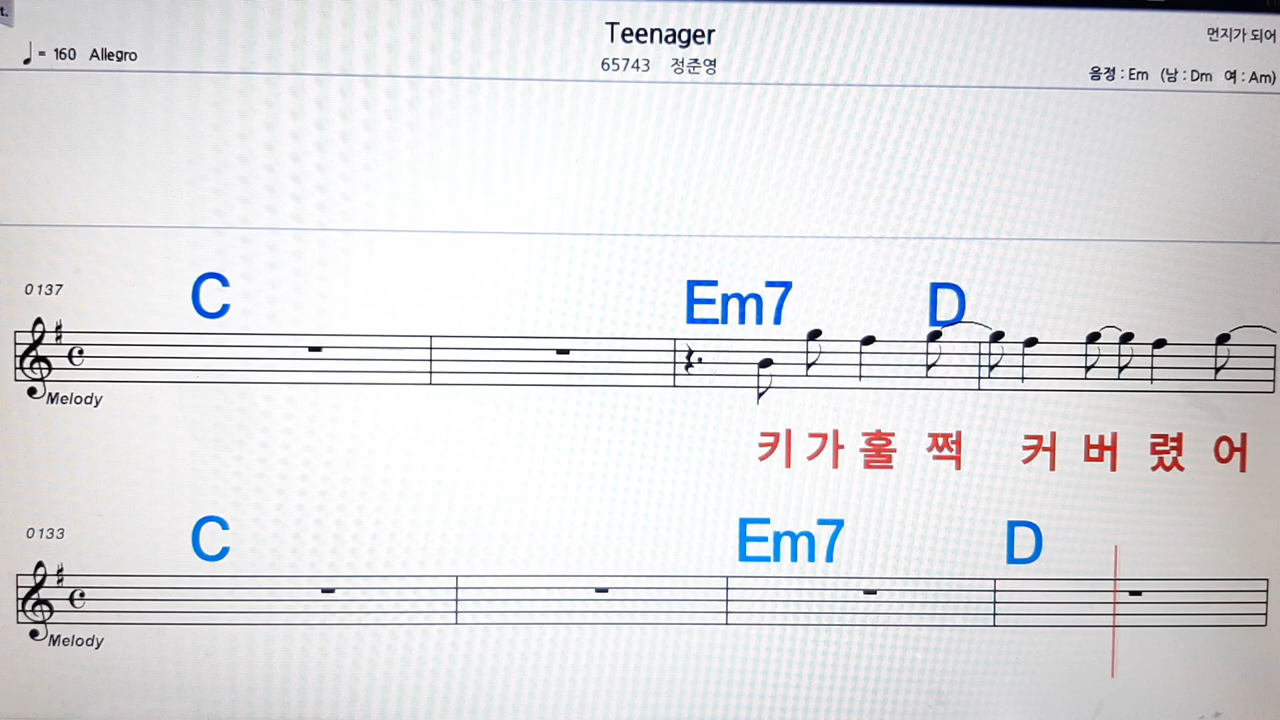 t.
Teenager
먼지가 되어
♩= 160 Allegro
65743 정준영
음정 : Em (남 : Dm 여 : Am)
C Em7 D
0137
Melody
키 가 훌 쩍 커 버 렸 어
C Em7 D
0133
Melody